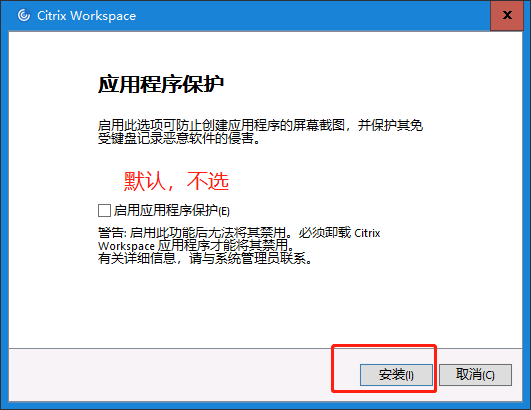 Citrix Workspace
x
应用程序保护
启用此选项可防止创建应用程序的屏幕截图，并保护其免
受键盘记录恶意软件的侵害。
默认，不选
启用应用程序保护(E)
警告: 启用此功能后无法将其禁用。必须卸载 Citrix
Workspace 应用程序才能将其禁用。
有关详细信息，请与系统管理员联系。
安装(I)
取消(C)